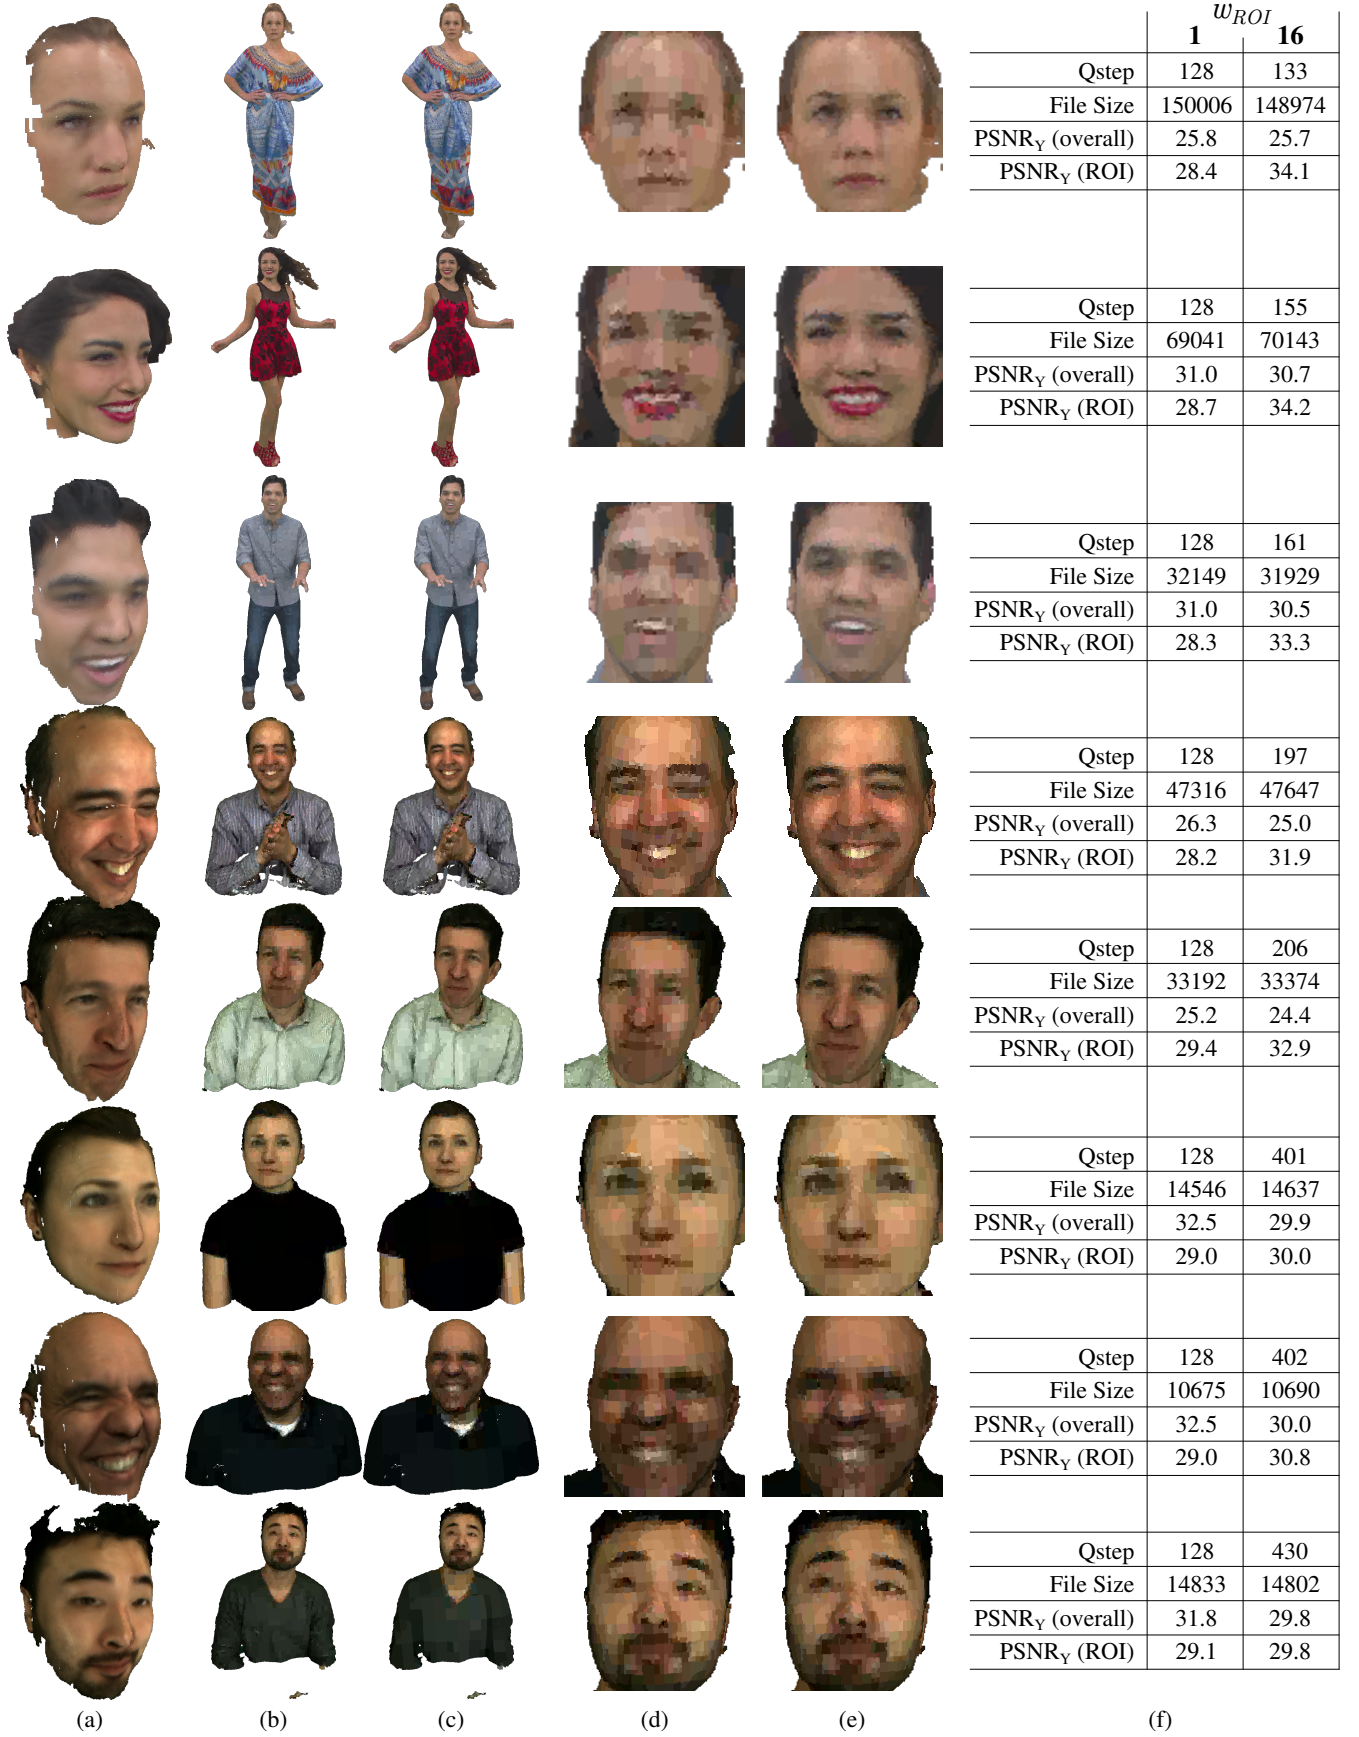 w_ROI
1 16
Qstep 128 133
File Size 150006 148974
PSNR_Y (overall) 25.8 25.7
PSNR_Y (ROI) 28.4 34.1
Qstep 128 155
File Size 69041 70143
PSNR_Y (overall) 31.0 30.7
PSNR_Y (ROI) 28.7 34.2
Qstep 128 161
File Size 32149 31929
PSNR_Y (overall) 31.0 30.5
PSNR_Y (ROI) 28.3 33.3
Qstep 128 197
File Size 47316 47647
PSNR_Y (overall) 26.3 25.0
PSNR_Y (ROI) 28.2 31.9
Qstep 128 206
File Size 33192 33374
PSNR_Y (overall) 25.2 24.4
PSNR_Y (ROI) 29.4 32.9
Qstep 128 401
File Size 14546 14637
PSNR_Y (overall) 32.5 29.9
PSNR_Y (ROI) 29.0 30.0
Qstep 128 402
File Size 10675 10690
PSNR_Y (overall) 32.5 30.0
PSNR_Y (ROI) 29.0 30.8
Qstep 128 430
File Size 14833 14802
PSNR_Y (overall) 31.8 29.8
PSNR_Y (ROI) 29.1 29.8
(a) (b) (c) (d) (e) (f)